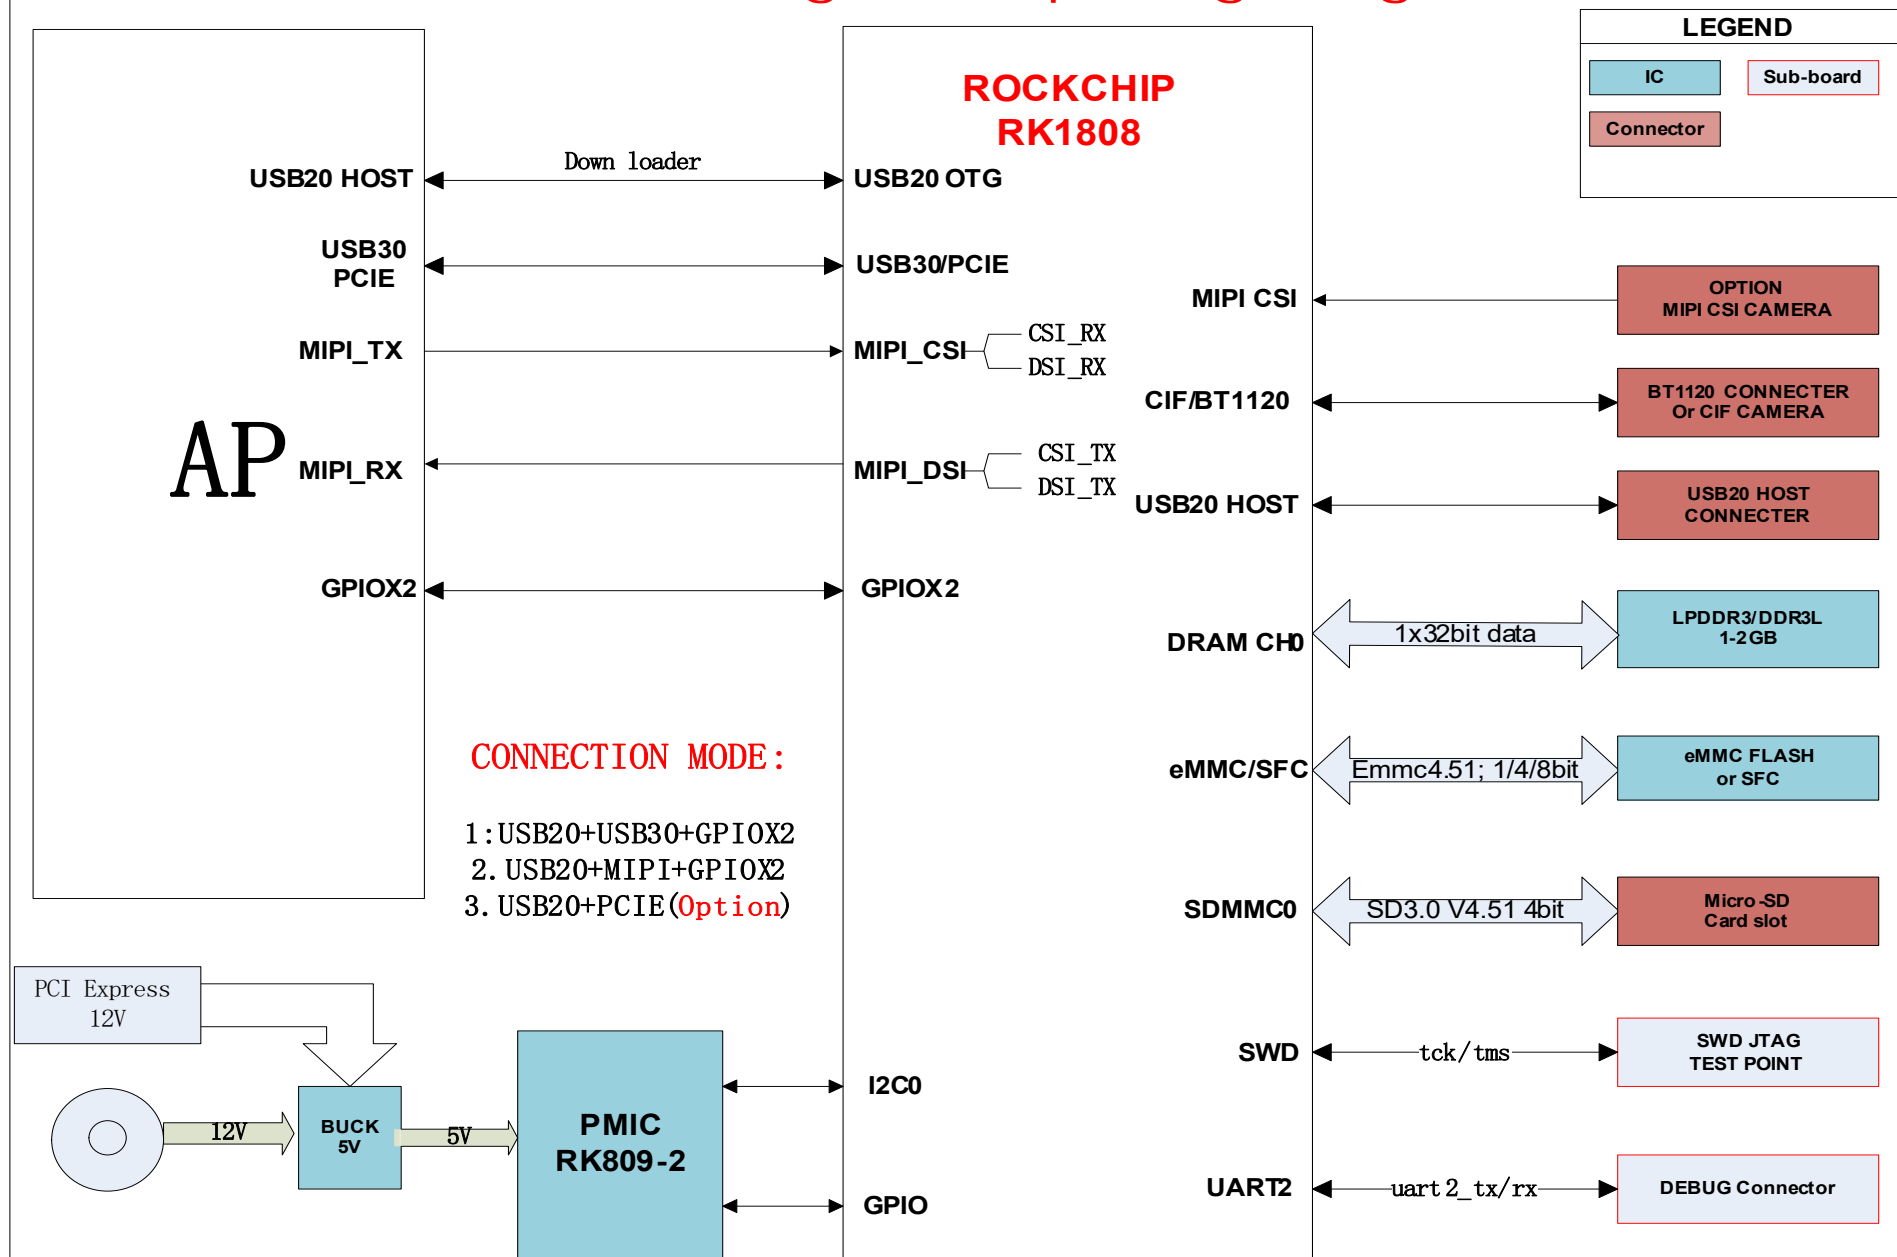 LEGEND
IC
Sub-board
Connector
ROCKCHIP
RK1808
Down loader
USB20 HOST
USB20 OTG
USB30
PCIE
USB30/PCIE
MIPI_TX
MIPI_CSI
CSI_RX
DSI_RX
AP
MIPI_RX
MIPI_DSI
CSI_TX
DSI_TX
GPIOX2
GPIOX2
MIPI CSI
OPTION
MIPI CSI CAMERA
CIF/BT1120
BT1120 CONNECTER
Or CIF CAMERA
USB20 HOST
USB20 HOST
CONNECTER
DRAM CH0
1x32bit data
LPDDR3/DDR3L
1-2GB
eMMC/SFC
Emmc4.51; 1/4/8bit
eMMC FLASH
or SFC
SDMMC0
SD3.0 V4.51 4bit
Micro-SD
Card slot
SWD
tck/tms
SWD JTAG
TEST POINT
UART2
uart2_tx/rx
DEBUG Connector
CONNECTION MODE:
1:USB20+USB30+GPIOX2
2.USB20+MIPI+GPIOX2
3.USB20+PCIE(Option)
PCI Express
12V
12V
BUCK
5V
5V
PMIC
RK809-2
I2C0
GPIO